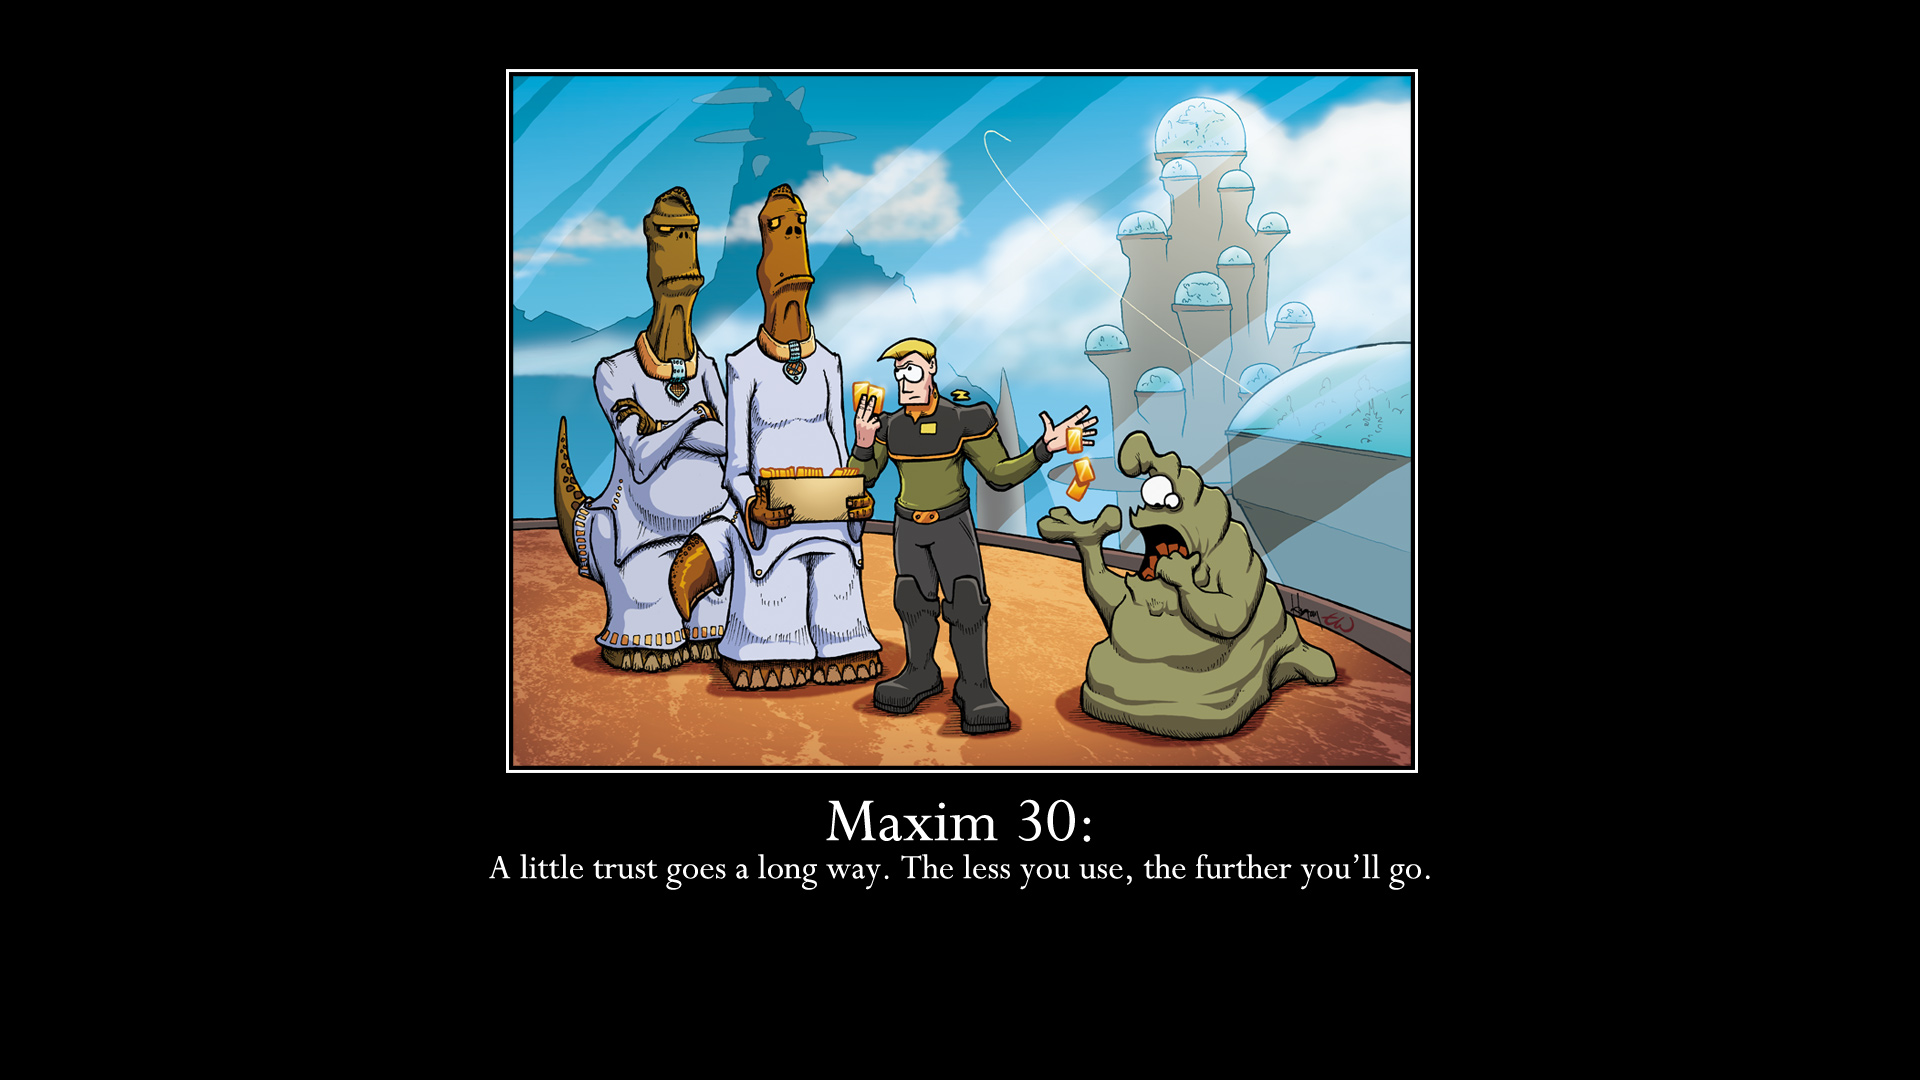 Maxim 30:
A little trust goes a long way. The less you use, the further you’ll go.